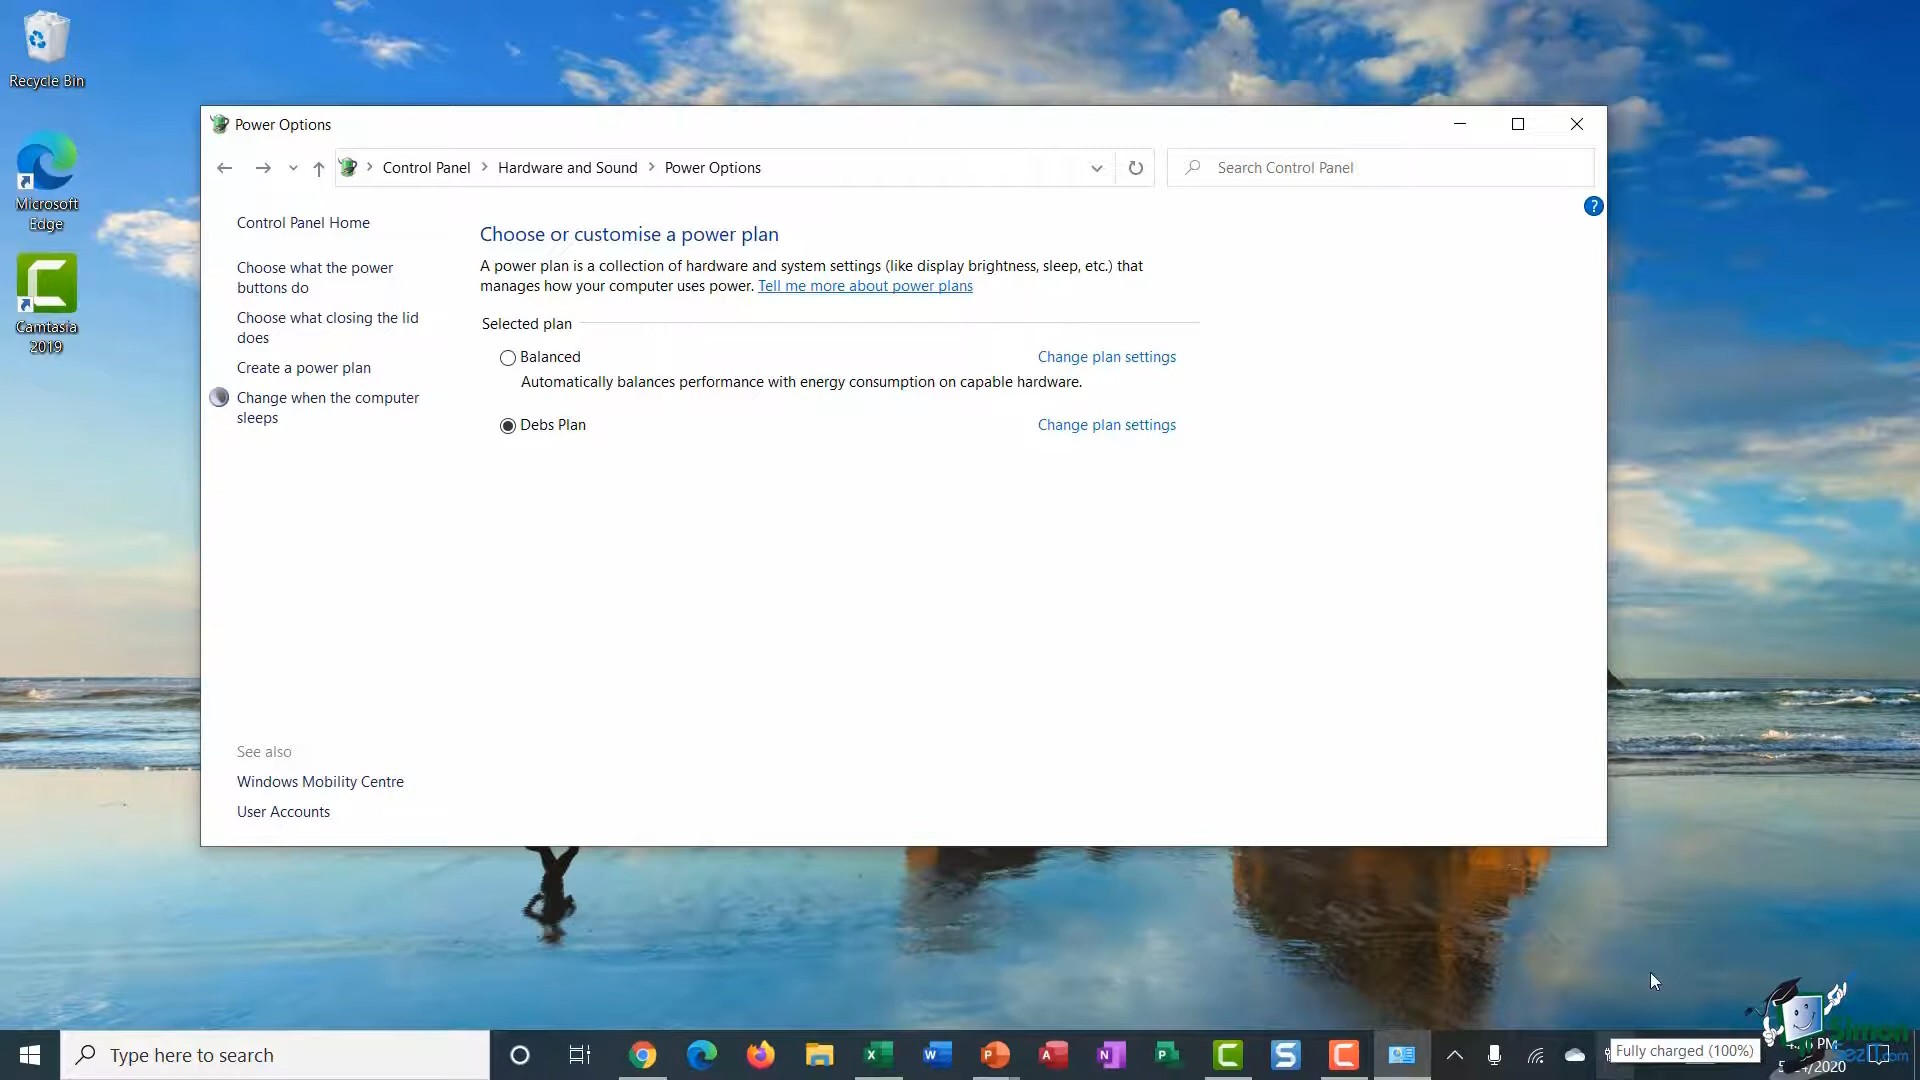 Recycle Bin
Microsoft
Edge
Camtasia
2019
Power Options
Control Panel
Hardware and Sound
Power Options
Search Control Panel
?
Control Panel Home
Choose what the power
buttons do
Choose what closing the lid
does
Create a power plan
Change when the computer
sleeps
See also
Windows Mobility Centre
User Accounts
Choose or customise a power plan
A power plan is a collection of hardware and system settings (like display brightness, sleep, etc.) that
manages how your computer uses power. Tell me more about power plans
Selected plan
Balanced
Change plan settings
Automatically balances performance with energy consumption on capable hardware.
Debs Plan
Change plan settings
Type here to search
Fully charged (100%)
PM